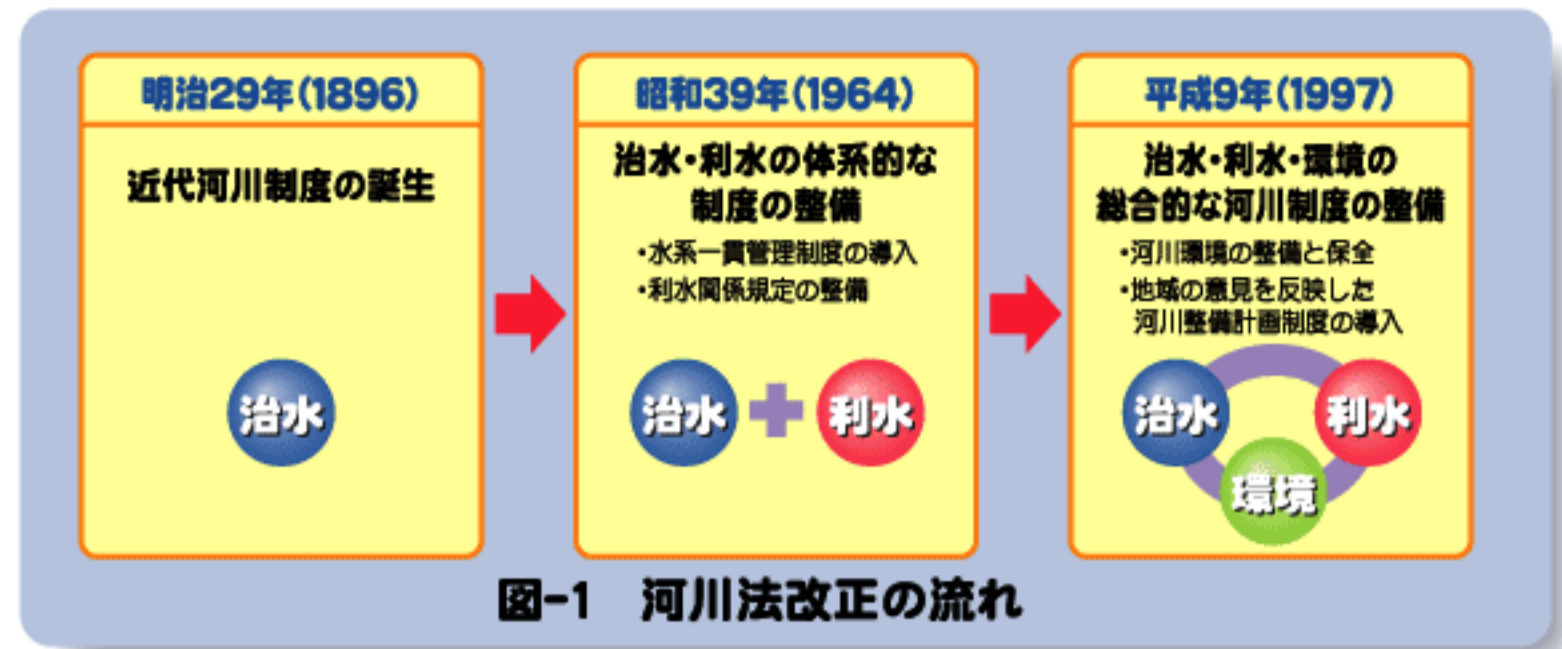 明治29年(1896)
近代河川制度の誕生
治水
昭和39年(1964)
治水・利水の体系的な
制度の整備
・水系一貫管理制度の導入
・利水関係規定の整備
治水
利水
平成9年(1997)
治水・利水・環境の
総合的な河川制度の整備
・河川環境の整備と保全
・地域の意見を反映した
河川整備計画制度の導入
治水
利水
環境
図-1 河川法改正の流れ